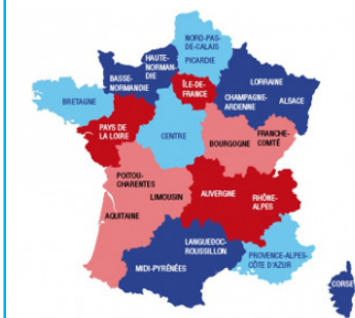 NORD-PAS-
DE-CALAIS
PICARDIE
HAUTE-
NORMAN-
DIE
BASSE-
NORMANDIE
ÎLE-DE-
FRANCE
LORRAINE
CHAMPAGNE-
ARDENNE
ALSACE
BRETAGNE
PAYS DE
LA LOIRE
CENTRE
BOURGOGNE
FRANCHE-
COMTÉ
POITOU-
CHARENTES
LIMOUSIN
AUVERGNE
RHÔNE-
ALPES
AQUITAINE
LANGUEDOC-
ROUSSILLON
MIDI-PYRÉNÉES
PROVENCE-ALPES-
CÔTE D'AZUR
CORSE